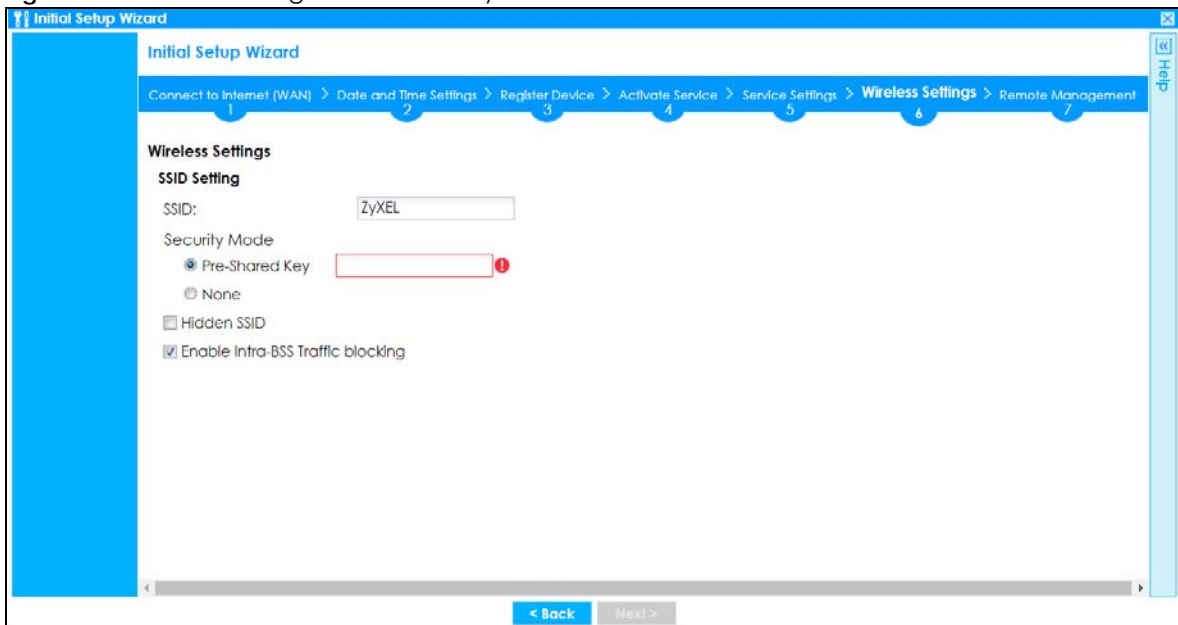 Initial Setup Wizard
Help
Initial Setup Wizard
Connect to Internet (WAN) > Date and Time Settings > Register Device > Activate Service > Service Settings > Wireless Settings > Remote Management
1 2 3 4 5 6 7
Wireless Settings
SSID Setting
SSID: ZyXEL
Security Mode
Pre-Shared Key
None
Hidden SSID
Enable Intra-BSS Traffic blocking
< Back Next >